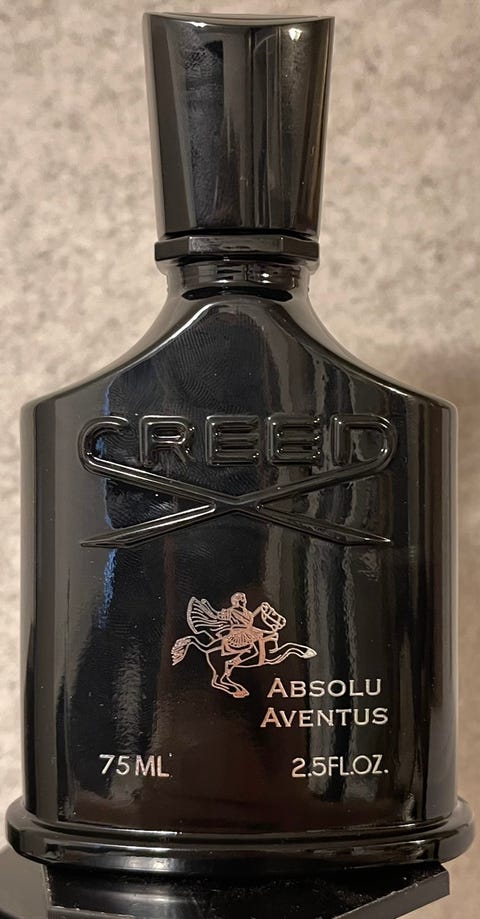 CREED
ABSOLU
AVENTUS
75 ML 2.5FL.OZ.